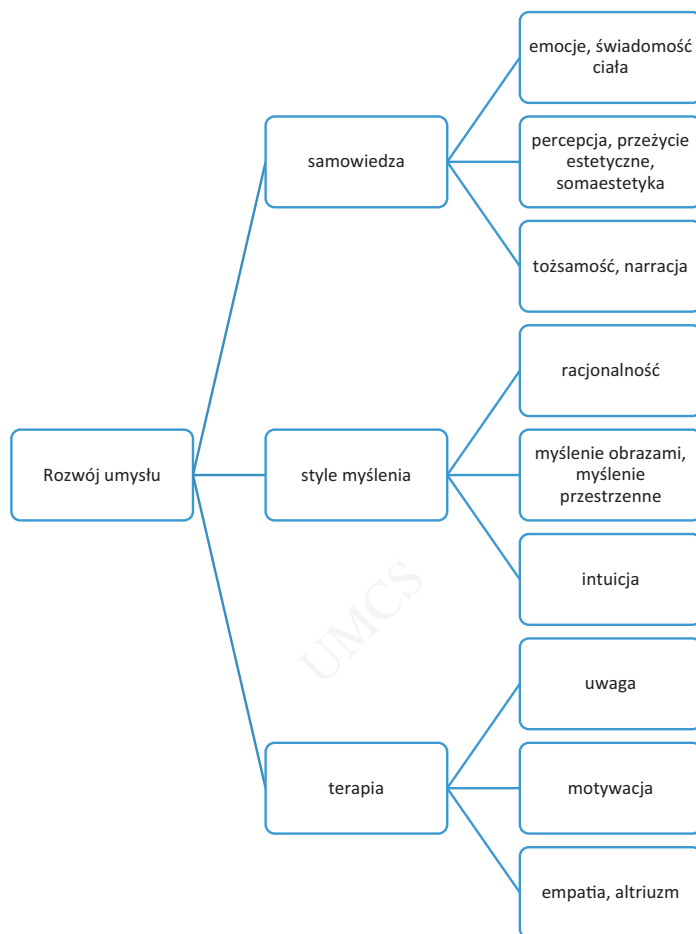 emocje, świadomość
ciała
samowiedza
percepcja, przeżycie
estetyczne,
somaestetyka
tożsamość, narracja
racjonalność
Rozwój umysłu
style myślenia
myślenie obrazami,
myślenie
przestrzenne
intuicja
UMCS
uwaga
terapia
motywacja
empatia, altriuzm